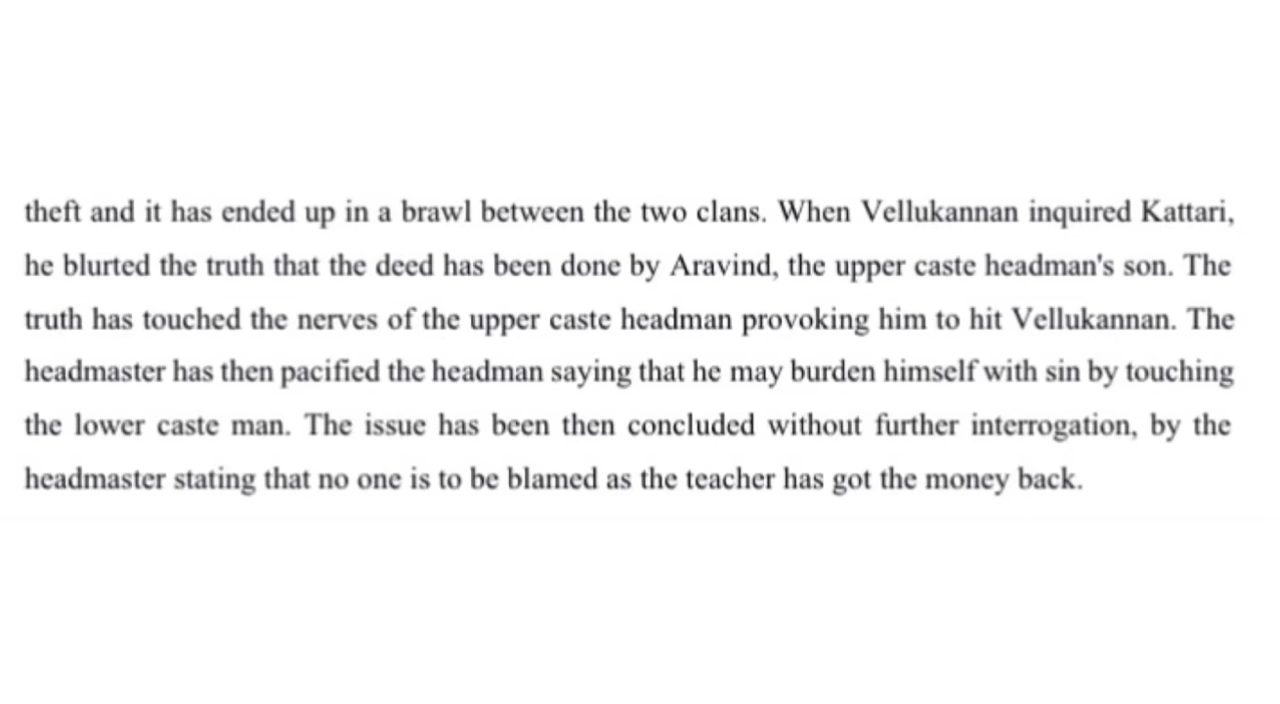 theft and it has ended up in a brawl between the two clans. When Vellukannan inquired Kattari,
he blurted the truth that the deed has been done by Aravind, the upper caste headman's son. The
truth has touched the nerves of the upper caste headman provoking him to hit Vellukannan. The
headmaster has then pacified the headman saying that he may burden himself with sin by touching
the lower caste man. The issue has been then concluded without further interrogation, by the
headmaster stating that no one is to be blamed as the teacher has got the money back.